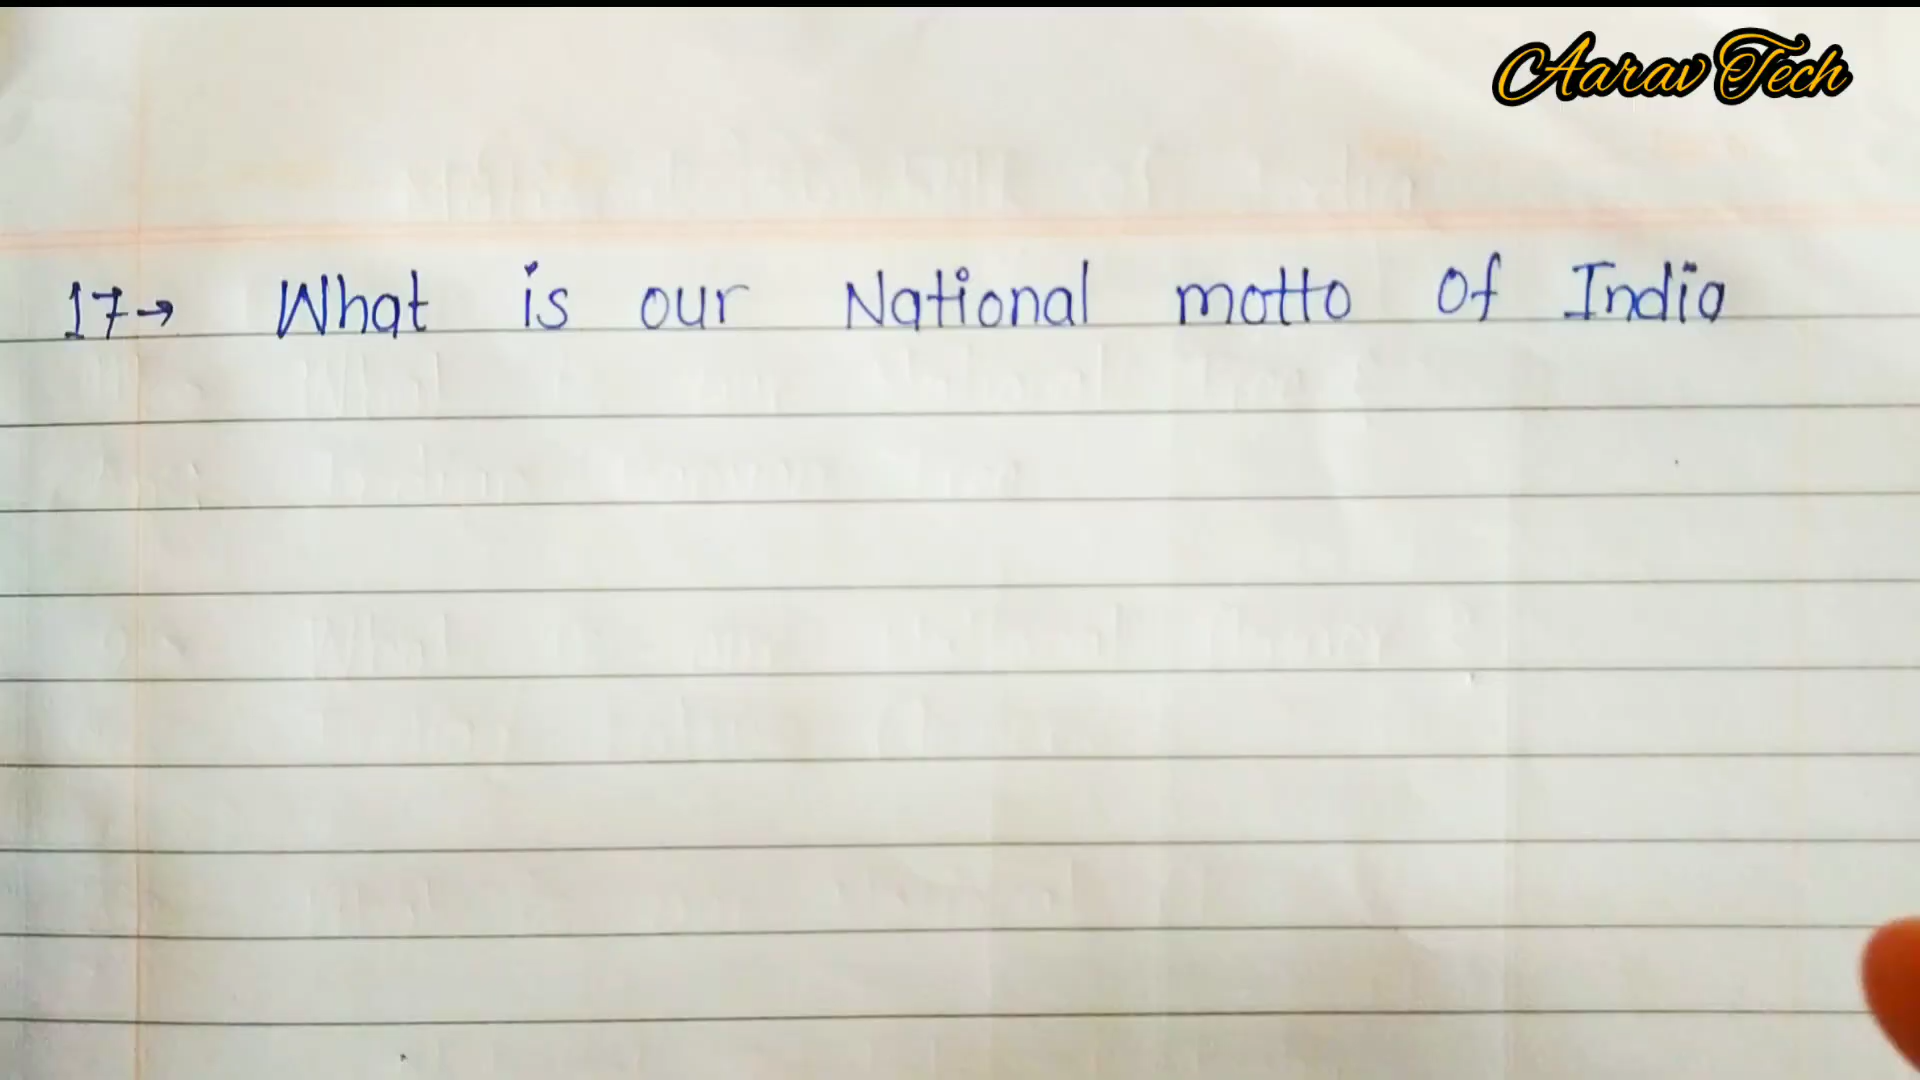 Aarav Tech
17→ What is our National motto of India